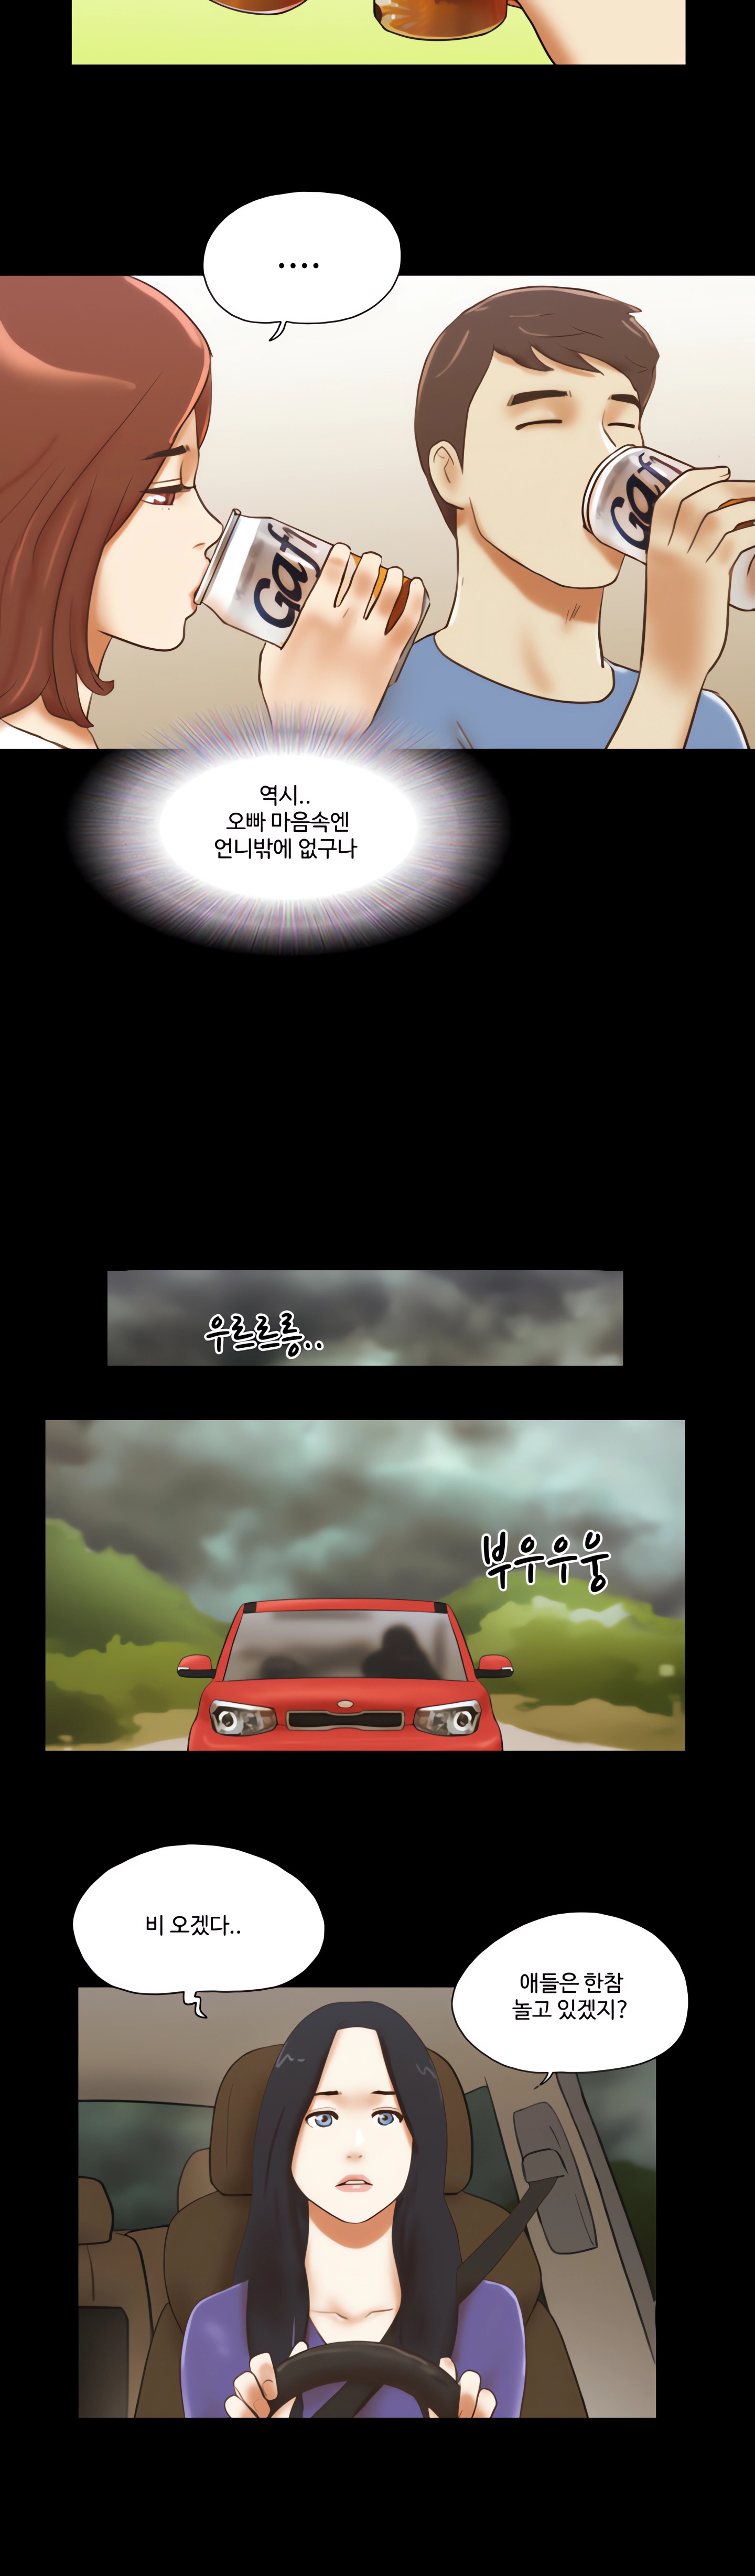 ....
Gaf
Gaf
역시..
오빠 마음속엔
언니밖에 없구나
우르르릉..
부우우웅
비 오겠다..
애들은 한참
놀고 있겠지?